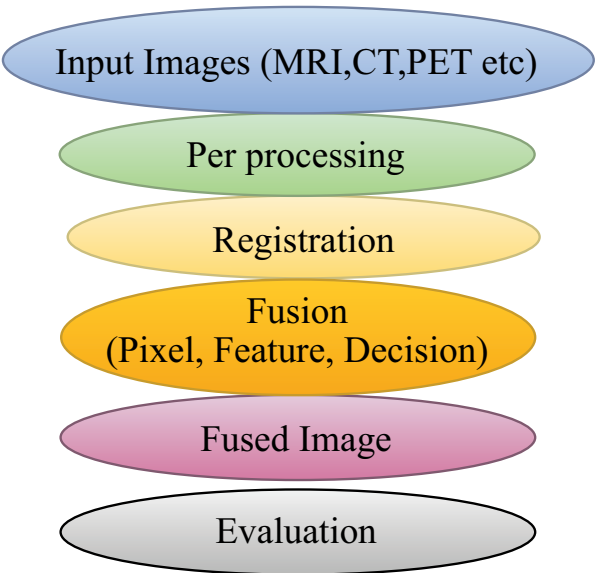 Input Images (MRI,CT,PET etc)
Per processing
Registration
Fusion
(Pixel, Feature, Decision)
Fused Image
Evaluation